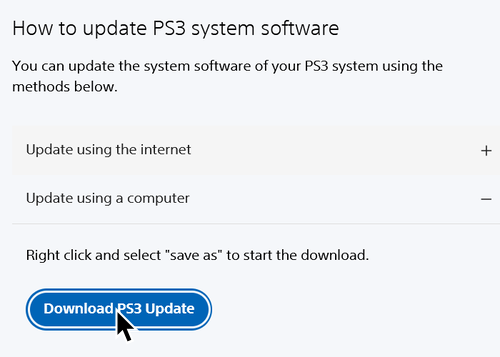 How to update PS3 system software
You can update the system software of your PS3 system using the
methods below.
Update using the internet
Update using a computer
Right click and select "save as" to start the download.
Download PS3 Update